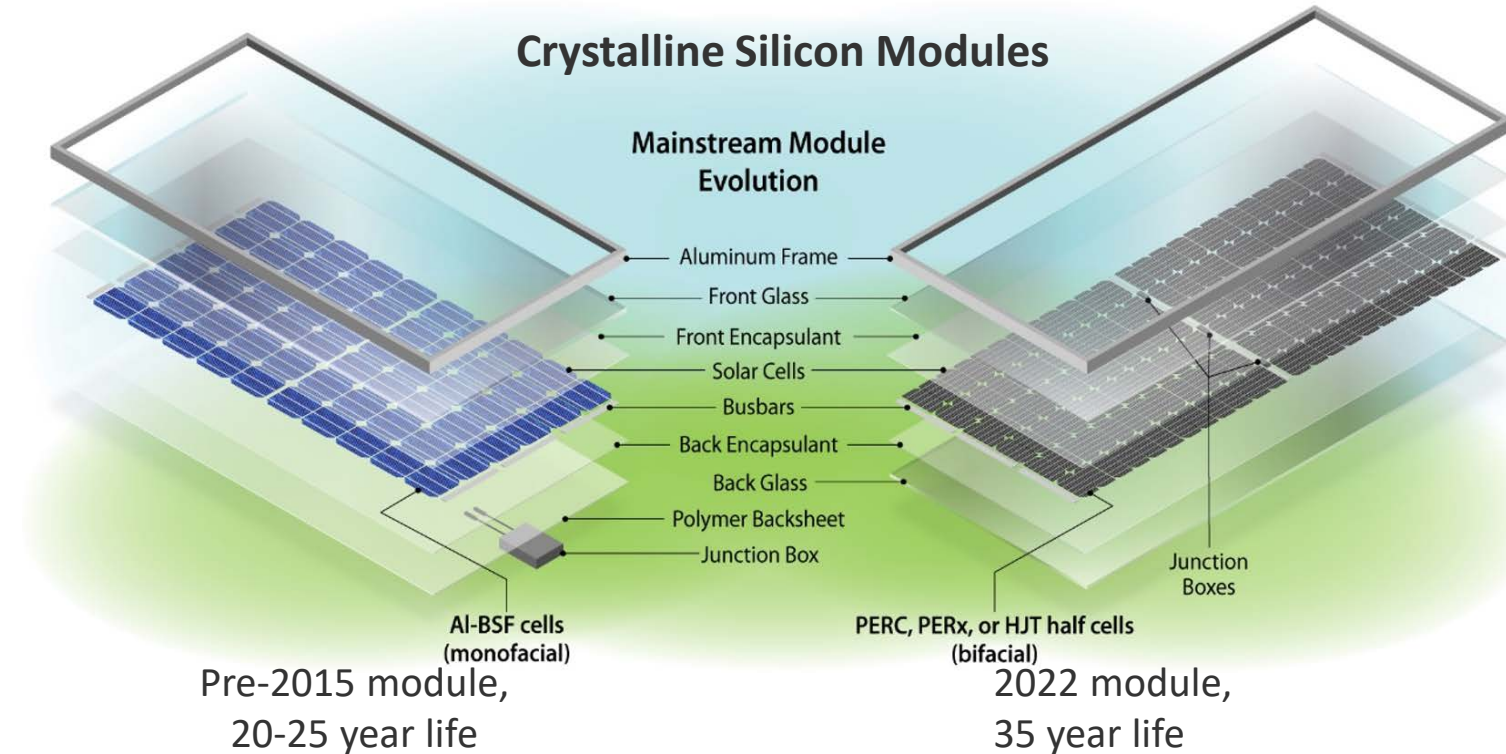 Crystalline Silicon Modules
Mainstream Module
Evolution
Aluminum Frame
Front Glass
Front Encapsulant
Solar Cells
Busbars
Back Encapsulant
Back Glass
Polymer Backsheet
Junction Box
Junction
Boxes
Al-BSF cells
(monofacial)
PERC, PERx, or HJT half cells
(bifacial)
Pre-2015 module,
20-25 year life
2022 module,
35 year life